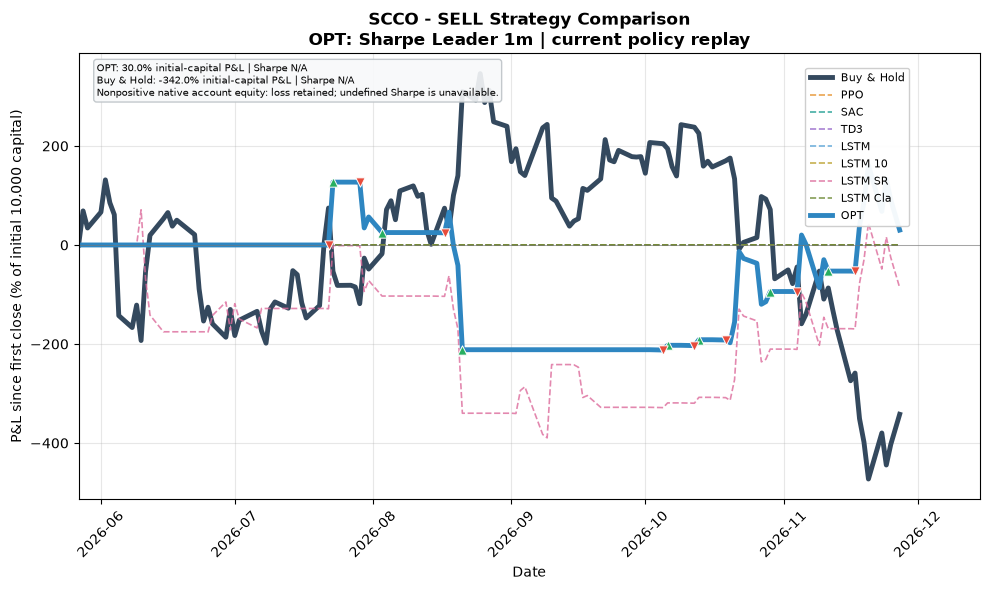 SCCO - SELL Strategy Comparison
OPT: Sharpe Leader 1m | current policy replay
OPT: 30.0% initial-capital P&L | Sharpe N/A
Buy & Hold: -342.0% initial-capital P&L | Sharpe N/A
Nonpositive native account equity: loss retained; undefined Sharpe is unavailable.
Buy & Hold
PPO
SAC
TD3
LSTM
LSTM 10
LSTM SR
LSTM Cla
OPT
P&L since first close (% of initial 10,000 capital)
200
0
−200
−400
2026-06
2026-07
2026-08
2026-09
2026-10
2026-11
2026-12
Date